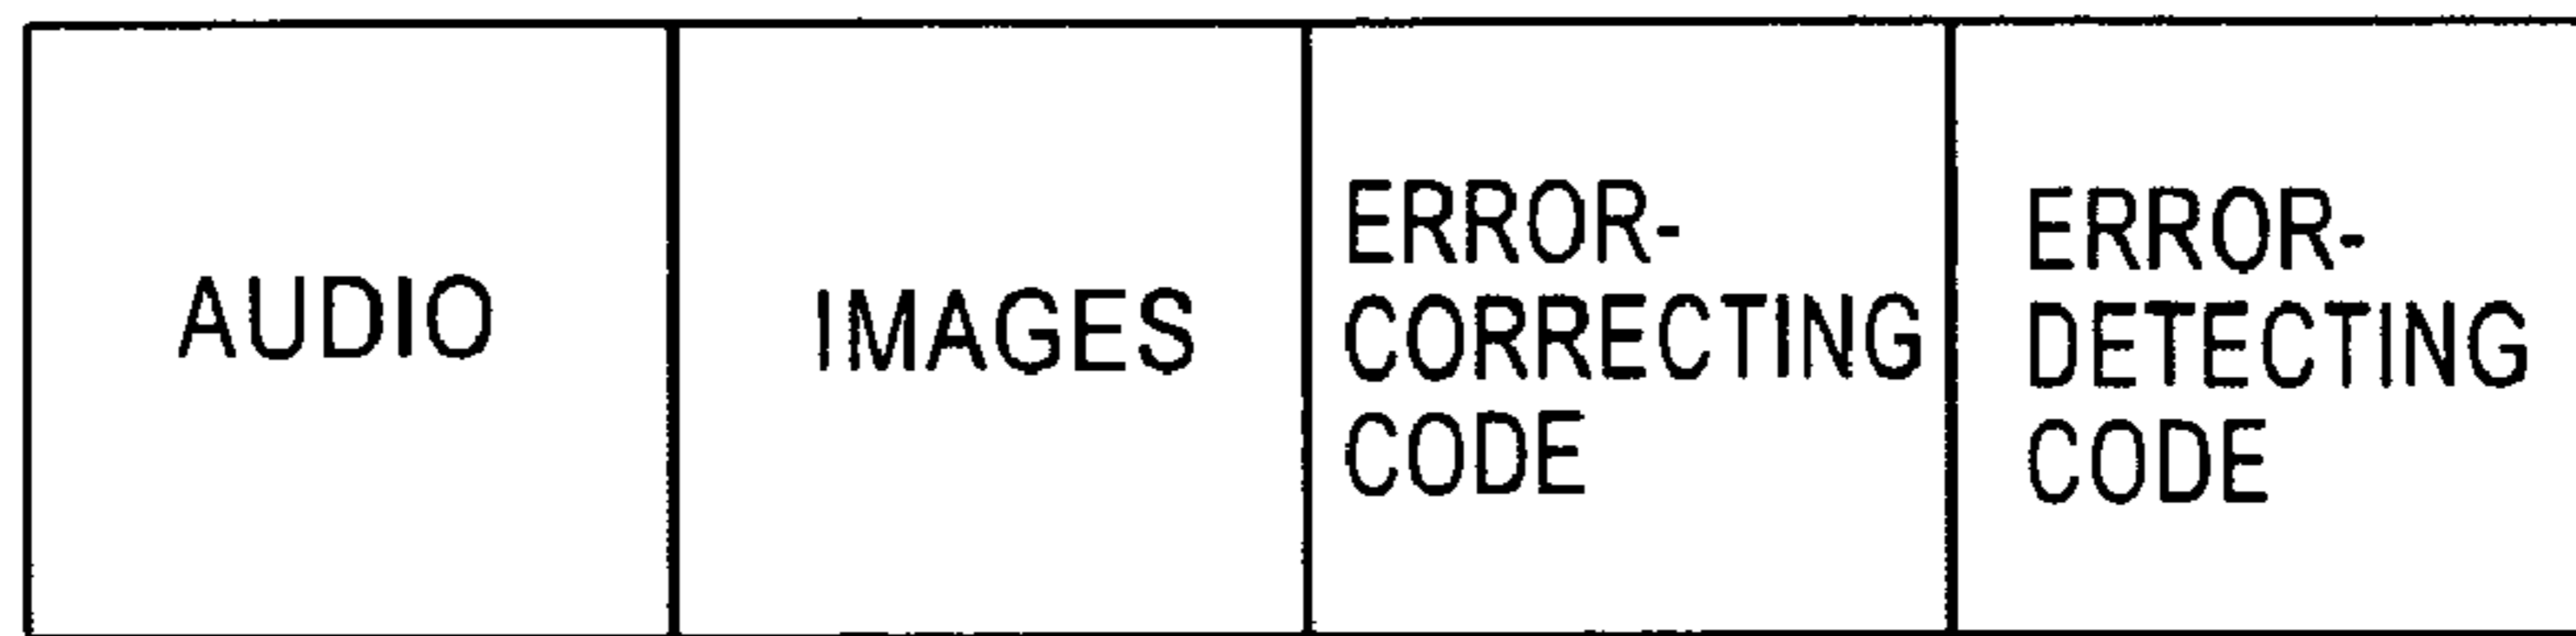 AUDIO
IMAGES
ERROR-
CORRECTING
CODE
ERROR-
DETECTING
CODE